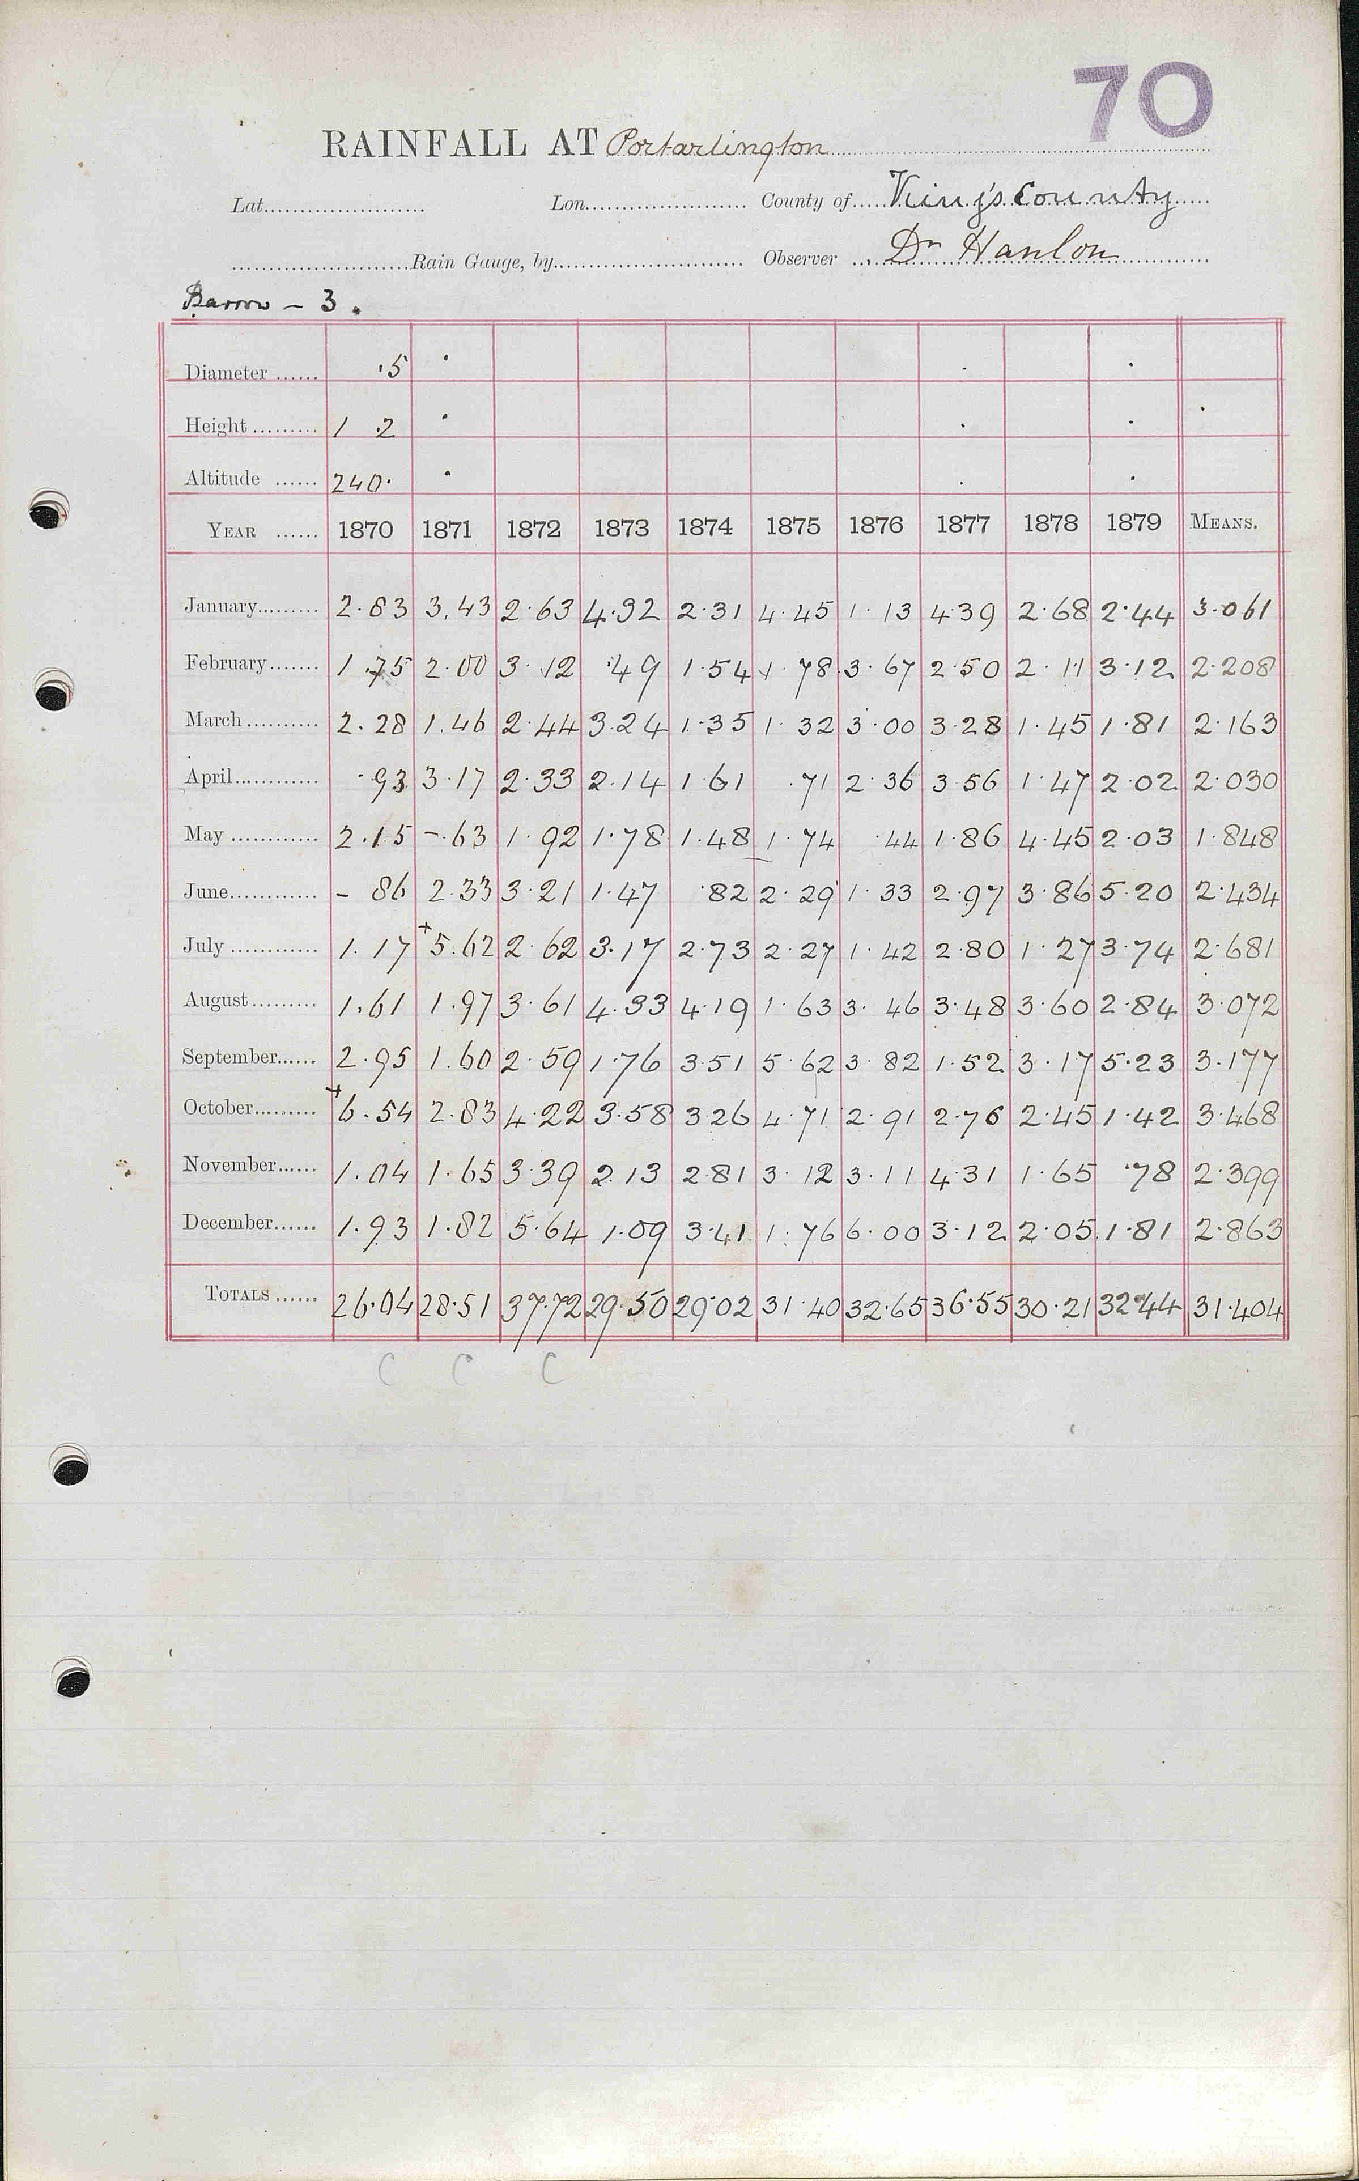 70
RAINFALL AT Portarlington
Lat. Lon. County of King's County
Rain Gauge, by Observer Dr Hanlon
Barrow - 3.
Diameter ·5
Height 1 ·2
Altitude 240·
YEAR 1870 1871 1872 1873 1874 1875 1876 1877 1878 1879 MEANS.
January 2.83 3.43 2.63 4.32 2.31 4.45 1.13 4.39 2.68 2.44 3.061
February 1.75 2.00 3.12 .49 1.54 1.78 3.67 2.50 2.11 3.12 2.208
March 2.28 1.46 2.44 3.24 1.35 1.32 3.00 3.28 1.45 1.81 2.163
April .93 3.17 2.33 2.14 1.61 .71 2.36 3.56 1.47 2.02 2.030
May 2.15 -.63 1.92 1.78 1.48 1.74 .44 1.86 4.45 2.03 1.848
June - 86 2.33 3.21 1.47 .82 2.29 1.33 2.97 3.86 5.20 2.434
July 1.17 +5.62 2.62 3.17 2.73 2.27 1.42 2.80 1.27 3.74 2.681
August 1.61 1.97 3.61 4.33 4.19 1.63 3.46 3.48 3.60 2.84 3.072
September 2.95 1.60 2.59 1.76 3.51 5.62 3.82 1.52 3.17 5.23 3.177
October +6.54 2.83 4.22 3.58 3.26 4.71 2.91 2.76 2.45 1.42 3.468
November 1.04 1.65 3.39 2.13 2.81 3.12 3.11 4.31 1.65 .78 2.399
December 1.93 1.82 5.64 1.09 3.41 1.76 6.00 3.12 2.05 1.81 2.863
TOTALS 26.04 28.51 37.72 29.50 29.02 31.40 32.65 36.55 30.21 32.44 31.404
C C C